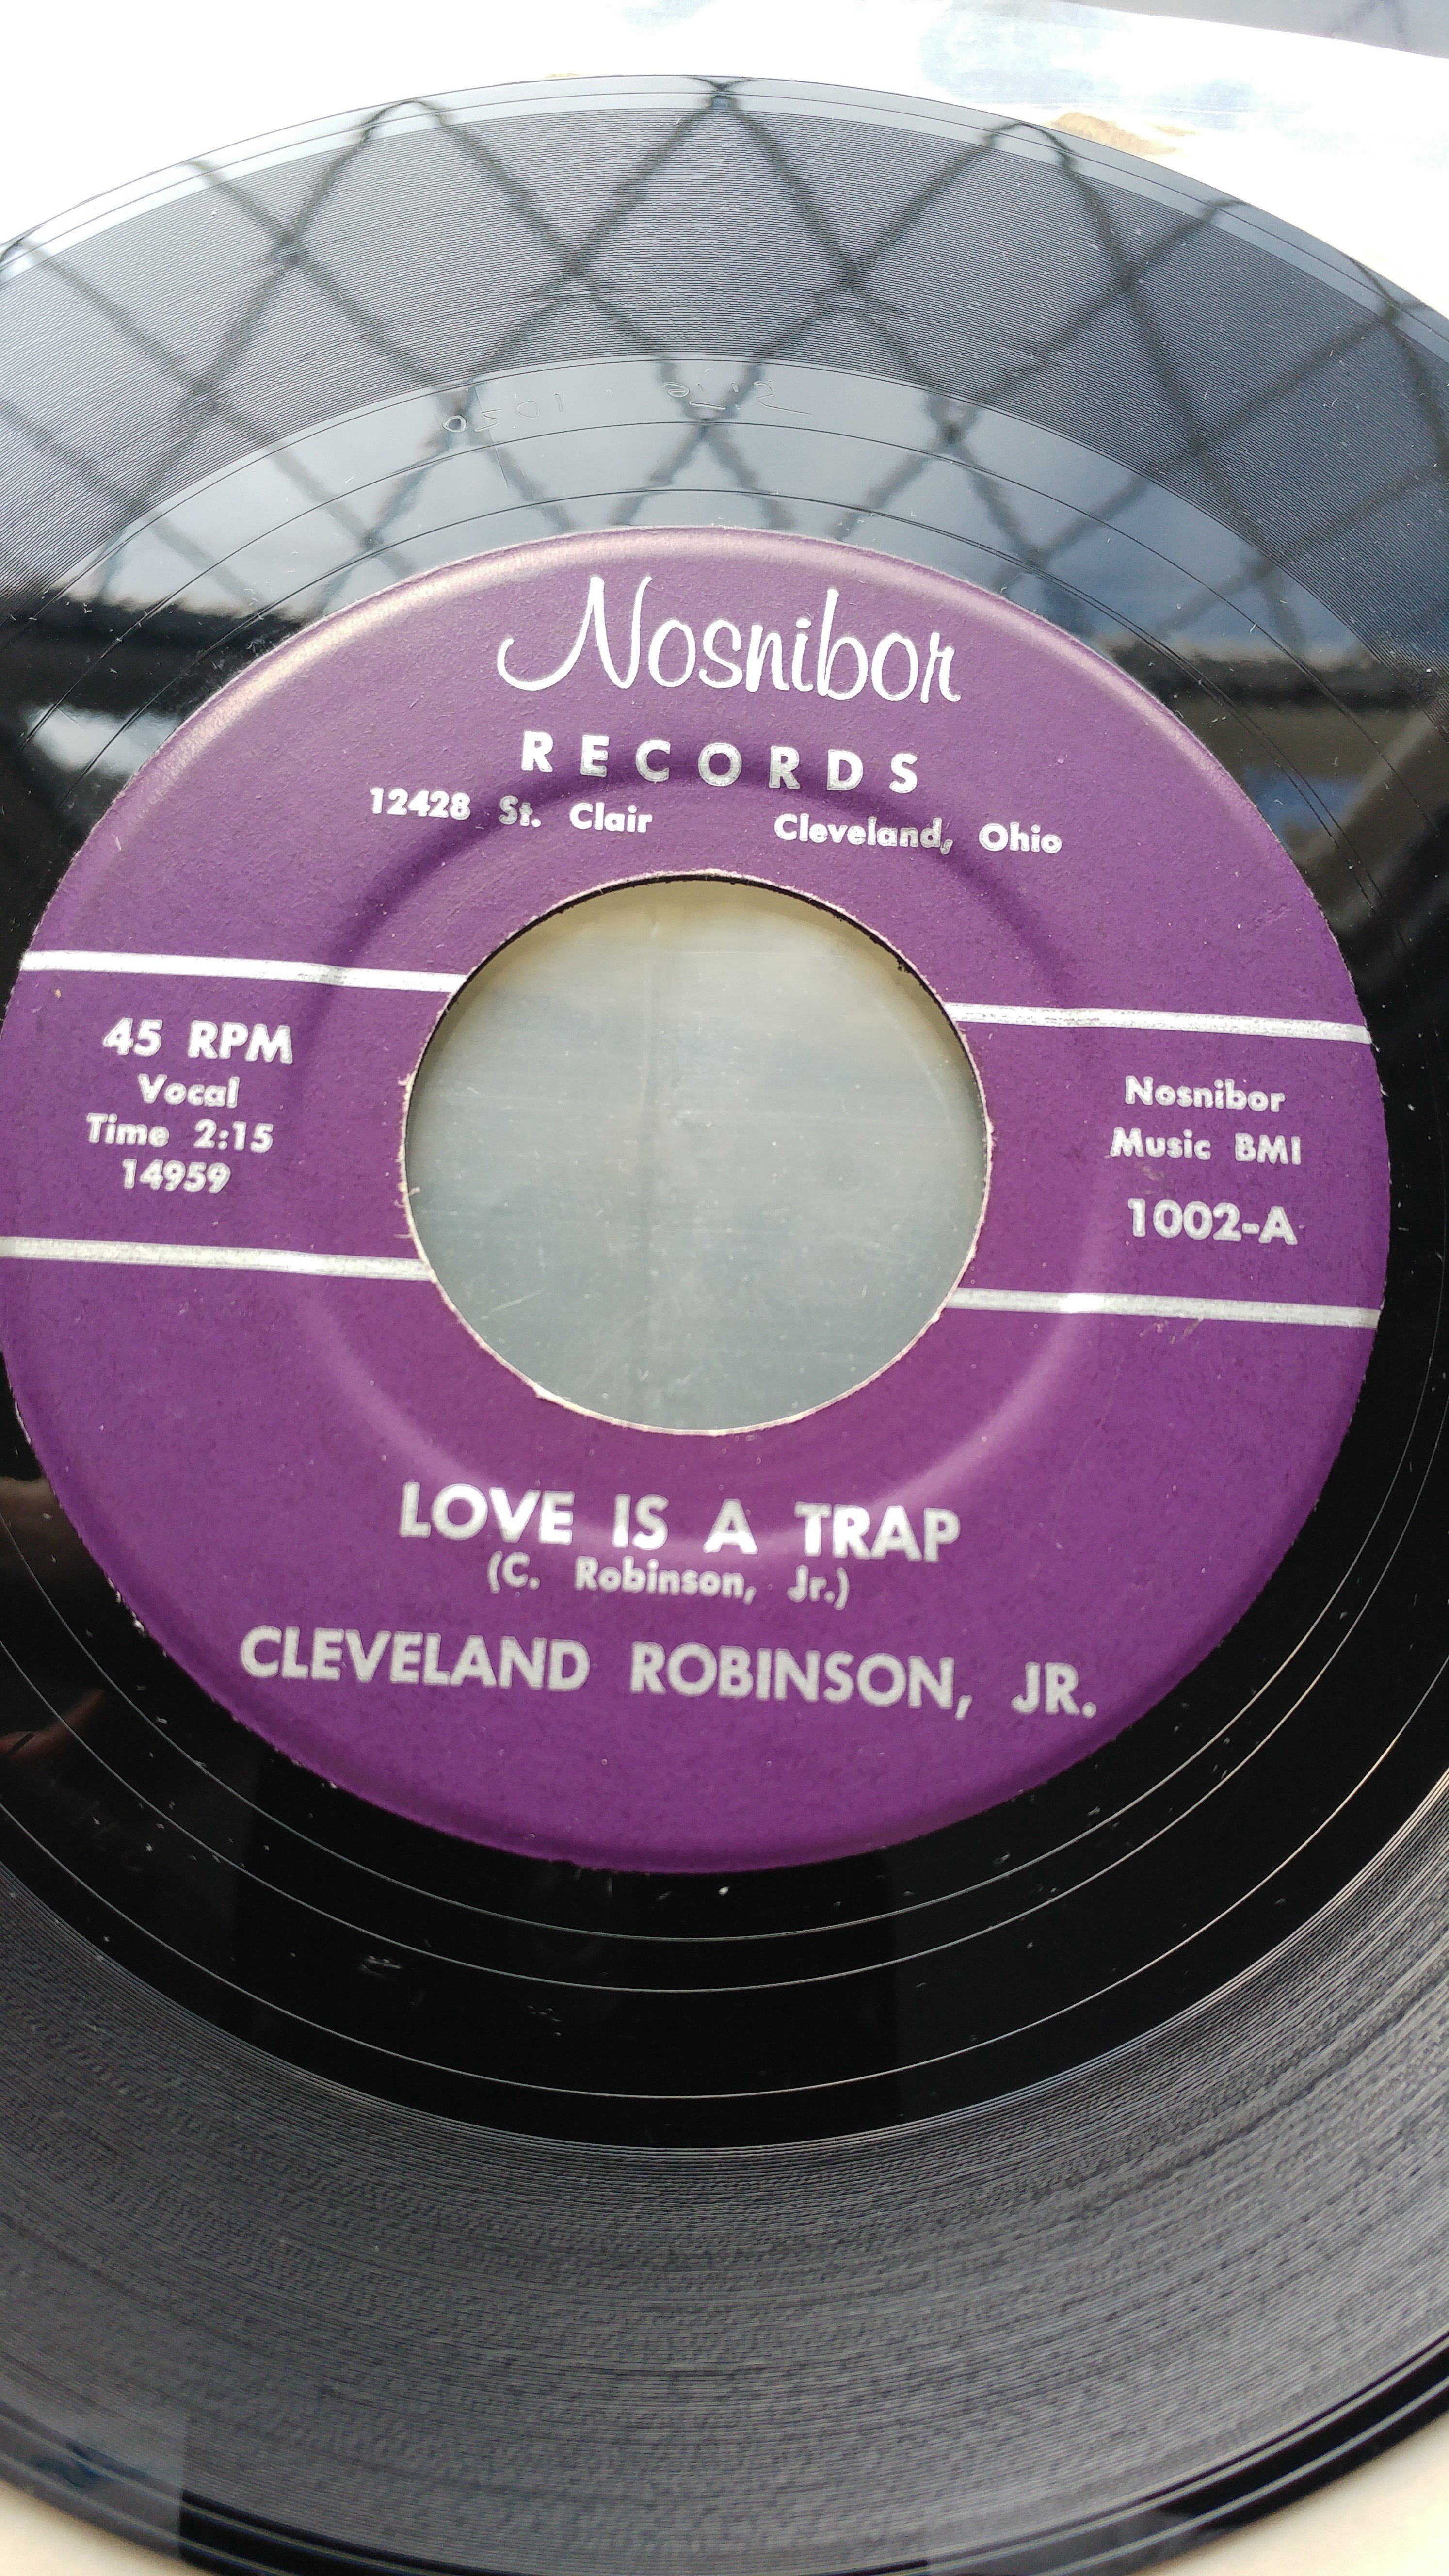 Nosnibor
RECORDS
12428 St. Clair Cleveland, Ohio
45 RPM
Vocal
Time 2:15
14959
Nosnibor
Music BMI
1002-A
LOVE IS A TRAP
(C. Robinson, Jr.)
CLEVELAND ROBINSON, JR.